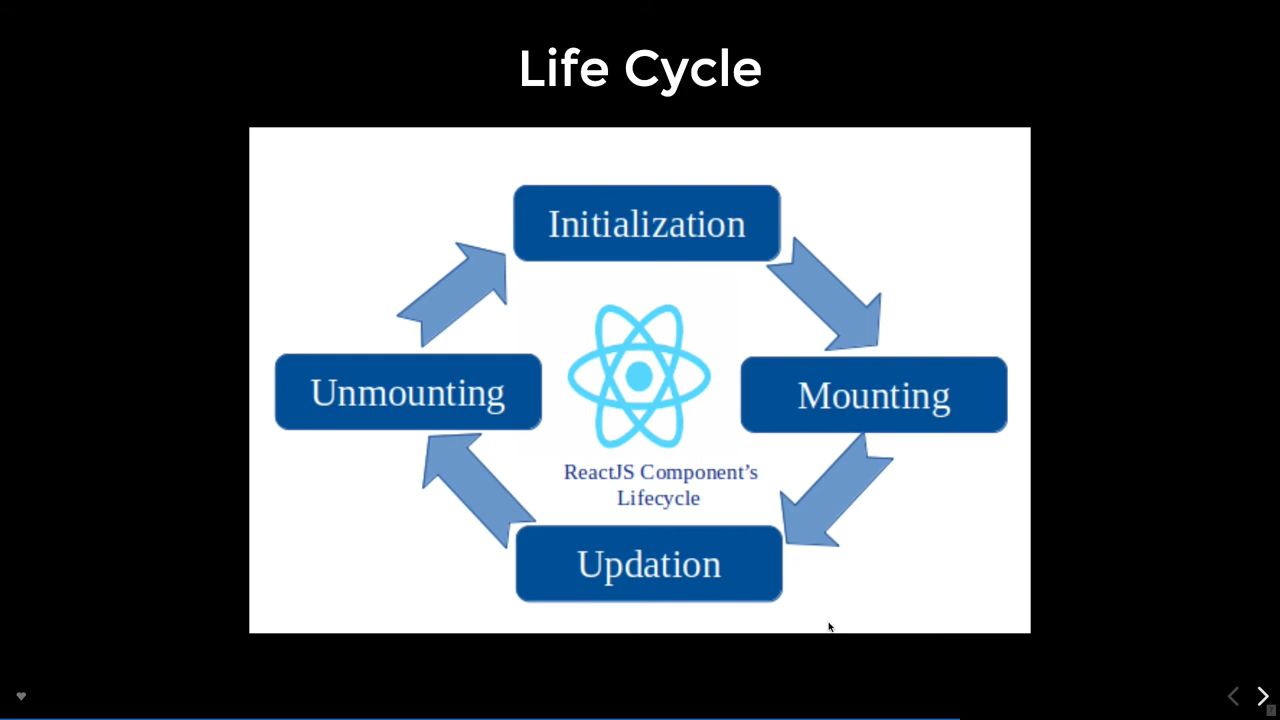 Life Cycle
Initialization
Unmounting
Mounting
ReactJS Component’s
Lifecycle
Updation